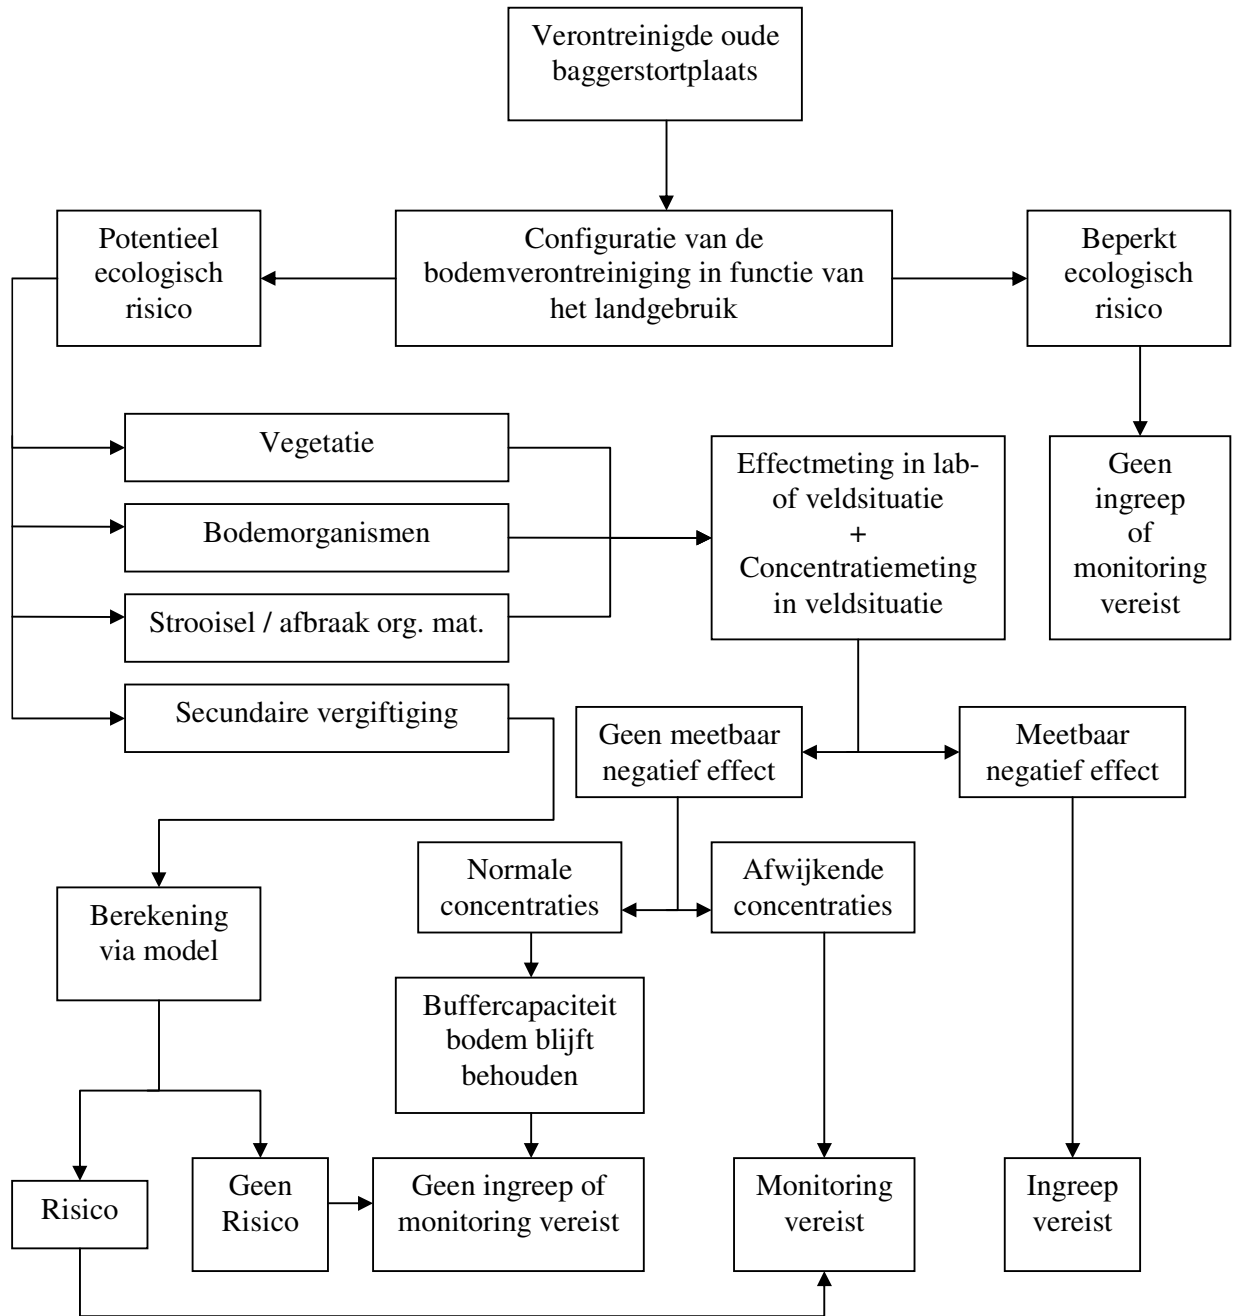 Verontreinigde oude
baggerstortplaats
Potentieel
ecologisch
risico
Configuratie van de
bodemverontreiniging in functie van
het landgebruik
Beperkt
ecologisch
risico
Vegetatie
Bodemorganismen
Strooisel / afbraak org. mat.
Secundaire vergiftiging
Effectmeting in lab-
of veldsituatie
+
Concentratiemeting
in veldsituatie
Geen
ingreep
of
monitoring
vereist
Geen meetbaar
negatief effect
Meetbaar
negatief effect
Normale
concentraties
Afwijkende
concentraties
Berekening
via model
Buffercapaciteit
bodem blijft
behouden
Risico
Geen
Risico
Geen ingreep of
monitoring vereist
Monitoring
vereist
Ingreep
vereist